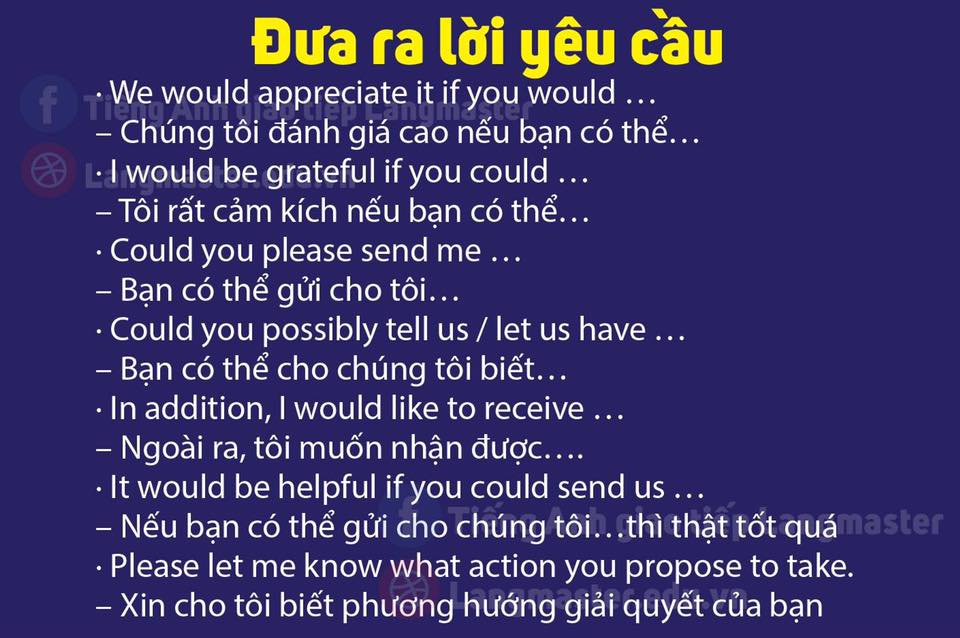 Đưa ra lời yêu cầu
· We would appreciate it if you would …
Tiếng Anh giao tiếp Langmaster
– Chúng tôi đánh giá cao nếu bạn có thể…
· I would be grateful if you could …
Langmaster.edu.vn
– Tôi rất cảm kích nếu bạn có thể…
· Could you please send me …
– Bạn có thể gửi cho tôi…
· Could you possibly tell us / let us have …
– Bạn có thể cho chúng tôi biết…
· In addition, I would like to receive …
– Ngoài ra, tôi muốn nhận được….
· It would be helpful if you could send us …
– Nếu bạn có thể gửi cho chúng tôi…thì thật tốt quá
Tiếng Anh giao tiếp Langmaster
· Please let me know what action you propose to take.
– Xin cho tôi biết phương hướng giải quyết của bạn
Langmaster.edu.vn